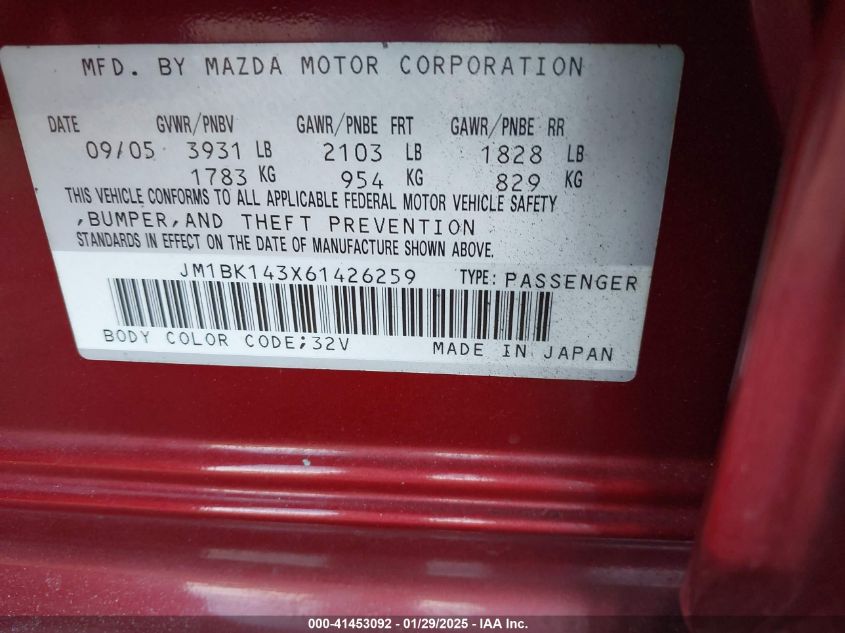 MFD. BY MAZDA MOTOR CORPORATION
DATE GVWR/PNBV GAWR/PNBE FRT GAWR/PNBE RR
09/05 3931 LB 2103 LB 1828 LB
1783 KG 954 KG 829 KG
THIS VEHICLE CONFORMS TO ALL APPLICABLE FEDERAL MOTOR VEHICLE SAFETY
,BUMPER,AND THEFT PREVENTION
STANDARDS IN EFFECT ON THE DATE OF MANUFACTURE SHOWN ABOVE.
JM1BK143X61426259 TYPE: PASSENGER
BODY COLOR CODE;32V MADE IN JAPAN
000-41453092 - 01/29/2025 - IAA Inc.